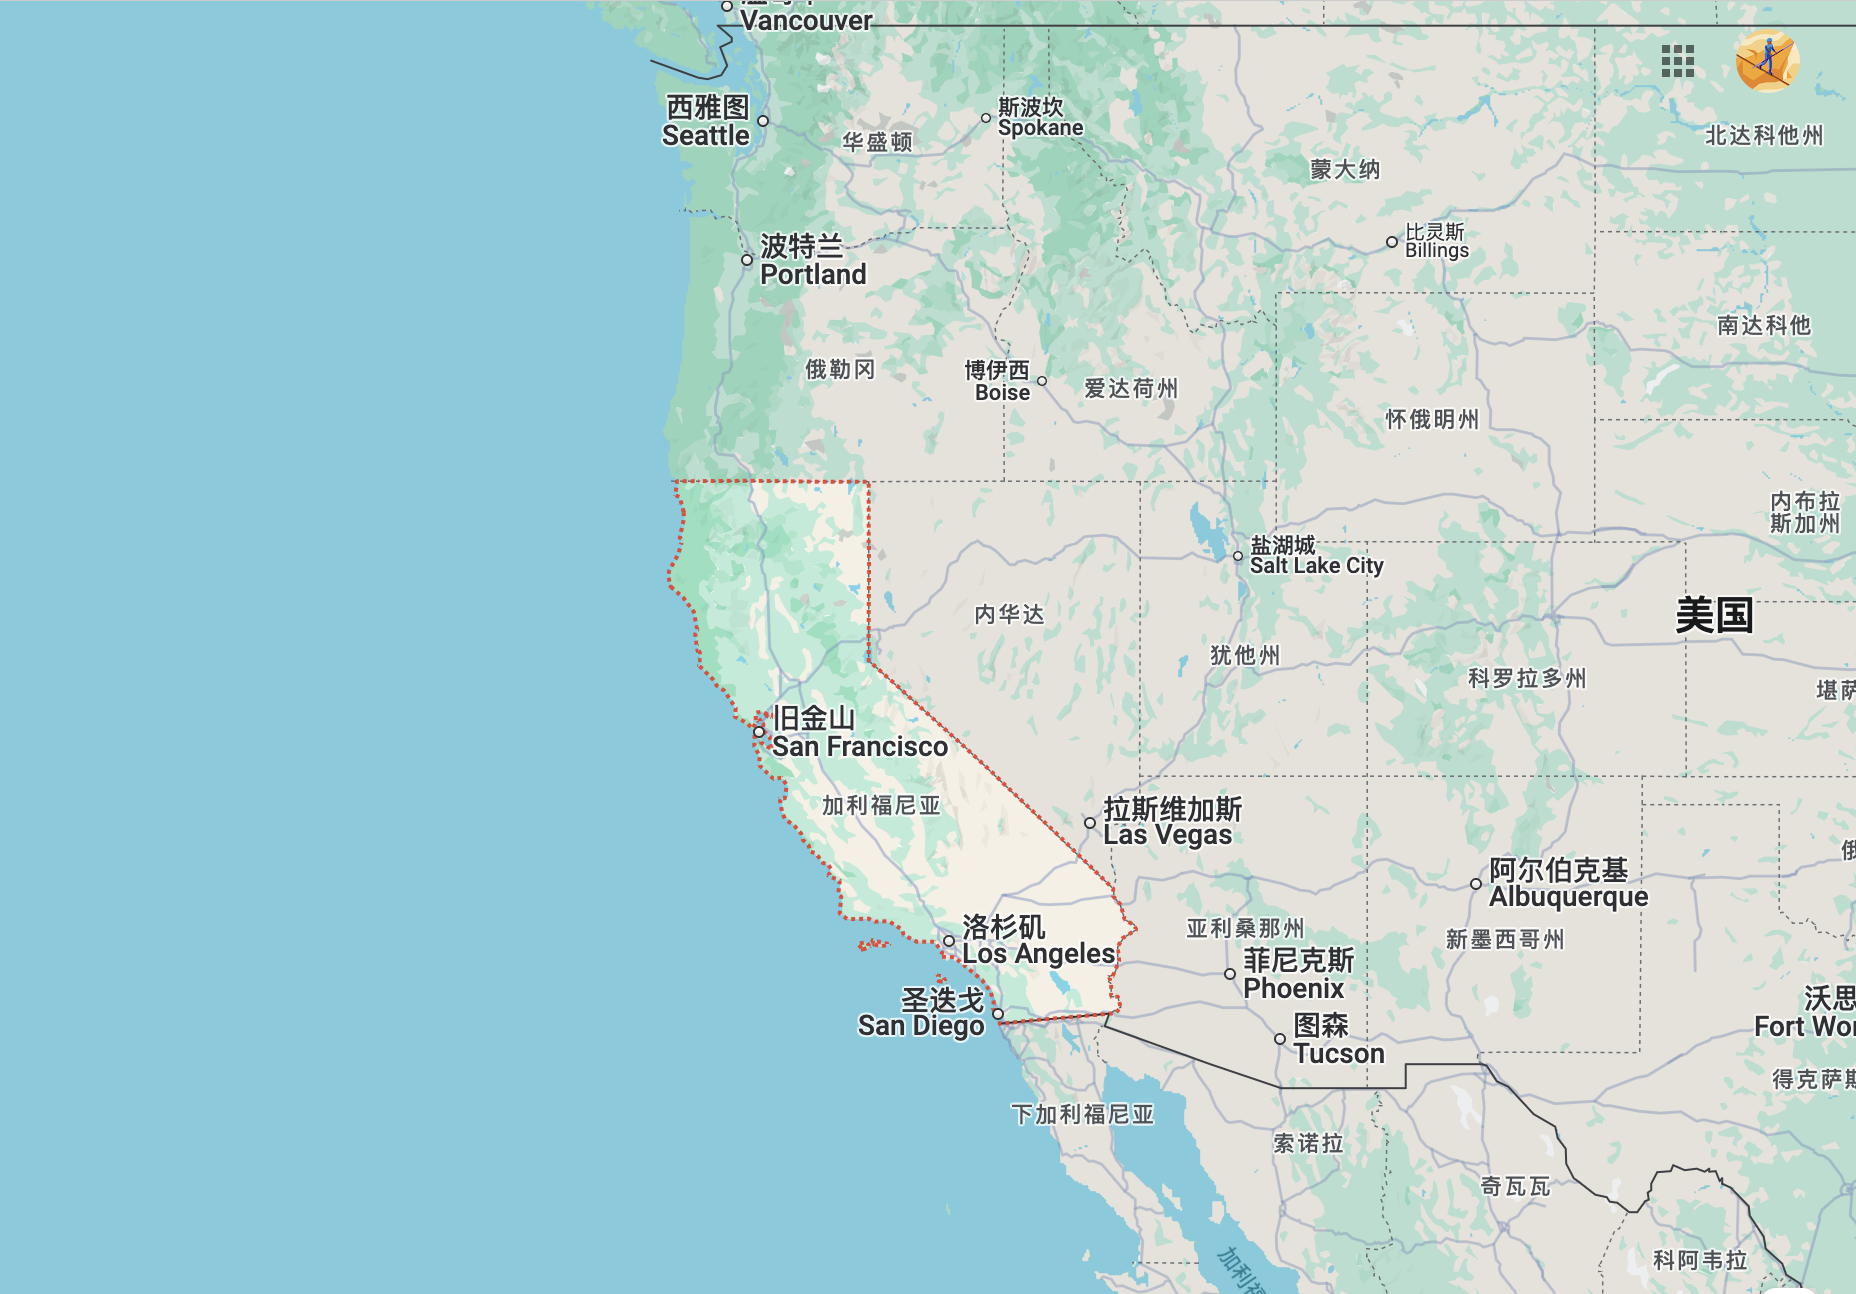 Vancouver
西雅图
Seattle
斯波坎
Spokane
华盛顿
北达科他州
蒙大纳
比灵斯
Billings
波特兰
Portland
南达科他
俄勒冈
博伊西
Boise
爱达荷州
怀俄明州
内布拉
斯加州
盐湖城
Salt Lake City
内华达
美国
犹他州
科罗拉多州
堪萨
旧金山
San Francisco
加利福尼亚
拉斯维加斯
Las Vegas
俄
阿尔伯克基
Albuquerque
洛杉矶
Los Angeles
亚利桑那州
新墨西哥州
菲尼克斯
Phoenix
圣迭戈
San Diego
沃思
Fort Wor
图森
Tucson
得克萨斯
下加利福尼亚
索诺拉
奇瓦瓦
科阿韦拉
加利福